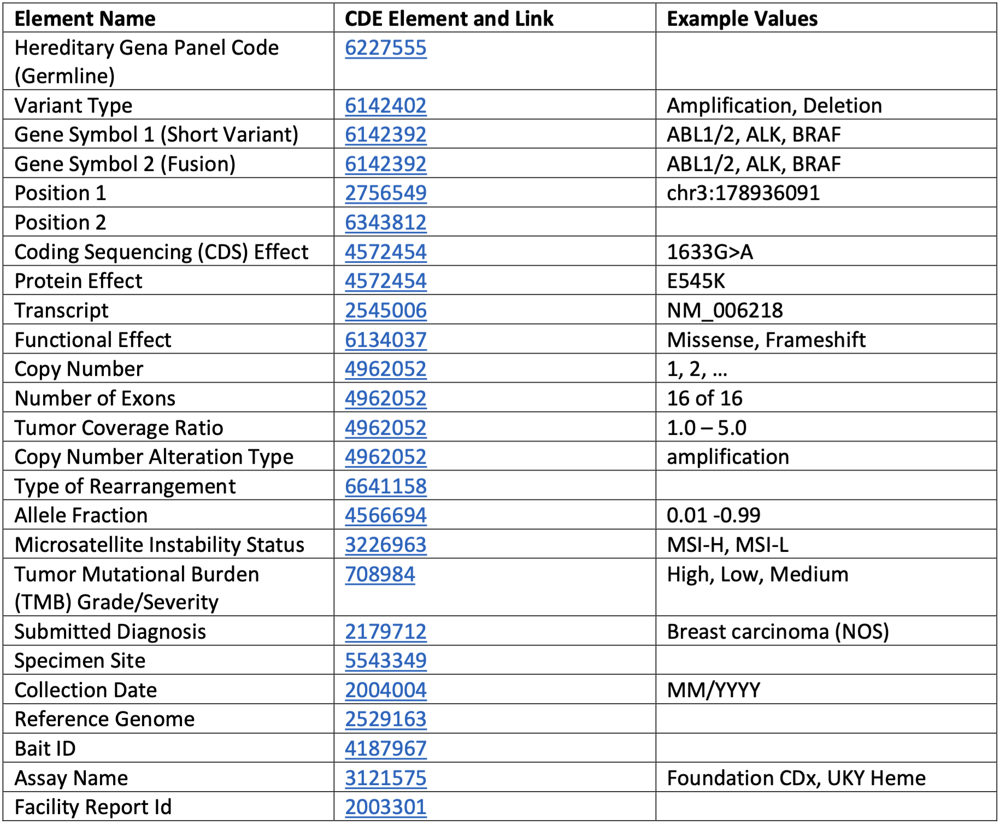 Element Name CDE Element and Link Example Values
Hereditary Gena Panel Code 6227555
(Germline)
Variant Type 6142402 Amplification, Deletion
Gene Symbol 1 (Short Variant) 6142392 ABL1/2, ALK, BRAF
Gene Symbol 2 (Fusion) 6142392 ABL1/2, ALK, BRAF
Position 1 2756549 chr3:178936091
Position 2 6343812
Coding Sequencing (CDS) Effect 4572454 1633G>A
Protein Effect 4572454 E545K
Transcript 2545006 NM_006218
Functional Effect 6134037 Missense, Frameshift
Copy Number 4962052 1, 2, ...
Number of Exons 4962052 16 of 16
Tumor Coverage Ratio 4962052 1.0 – 5.0
Copy Number Alteration Type 4962052 amplification
Type of Rearrangement 6641158
Allele Fraction 4566694 0.01 -0.99
Microsatellite Instability Status 3226963 MSI-H, MSI-L
Tumor Mutational Burden 708984 High, Low, Medium
(TMB) Grade/Severity
Submitted Diagnosis 2179712 Breast carcinoma (NOS)
Specimen Site 5543349
Collection Date 2004004 MM/YYYY
Reference Genome 2529163
Bait ID 4187967
Assay Name 3121575 Foundation CDx, UKY Heme
Facility Report Id 2003301